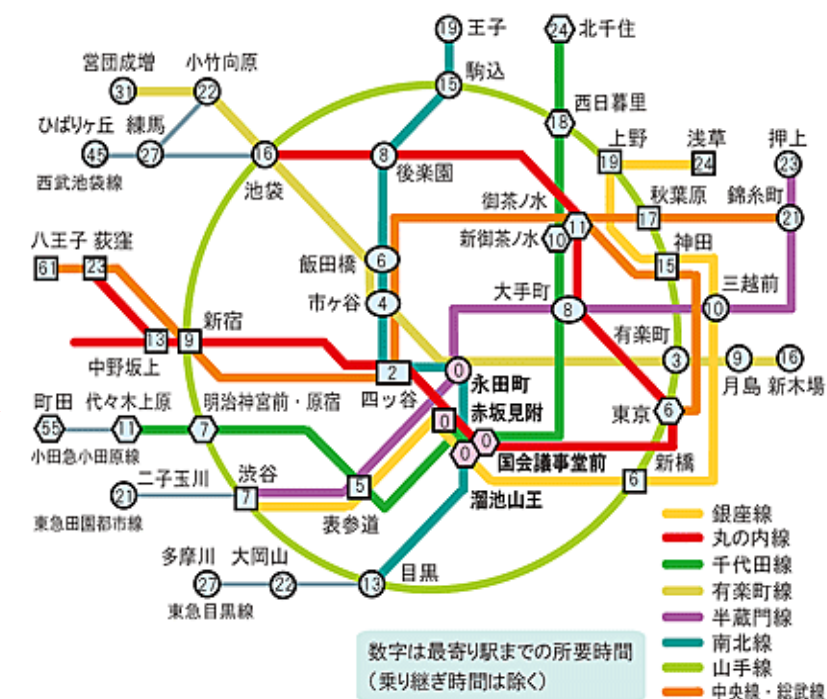 19 王子
24 北千住
営団成増 小竹向原
31 22
15 駒込
18 西日暮里
ひばりヶ丘 練馬
45 27
西武池袋線
16 池袋
8 後楽園
上野 19
浅草 24
押上 23
御茶ノ水 11
秋葉原 17
錦糸町 21
新御茶ノ水 10
神田 15
八王子 荻窪
61 23
飯田橋 6
市ヶ谷 4
大手町 8
三越前 10
新宿 9
13 中野坂上
有楽町 3
9 月島
16 新木場
2 四ッ谷
0 永田町
0 赤坂見附
0 国会議事堂前
0 溜池山王
町田 代々木上原 明治神宮前・原宿
55 11 7
小田急小田原線
東京 6
新橋 6
二子玉川 21
東急田園都市線
渋谷 7
5 表参道
多摩川 大岡山
27 22
東急目黒線
13 目黒
銀座線
丸の内線
千代田線
有楽町線
半蔵門線
南北線
山手線
中央線・総武線
数字は最寄り駅までの所要時間
（乗り継ぎ時間は除く）